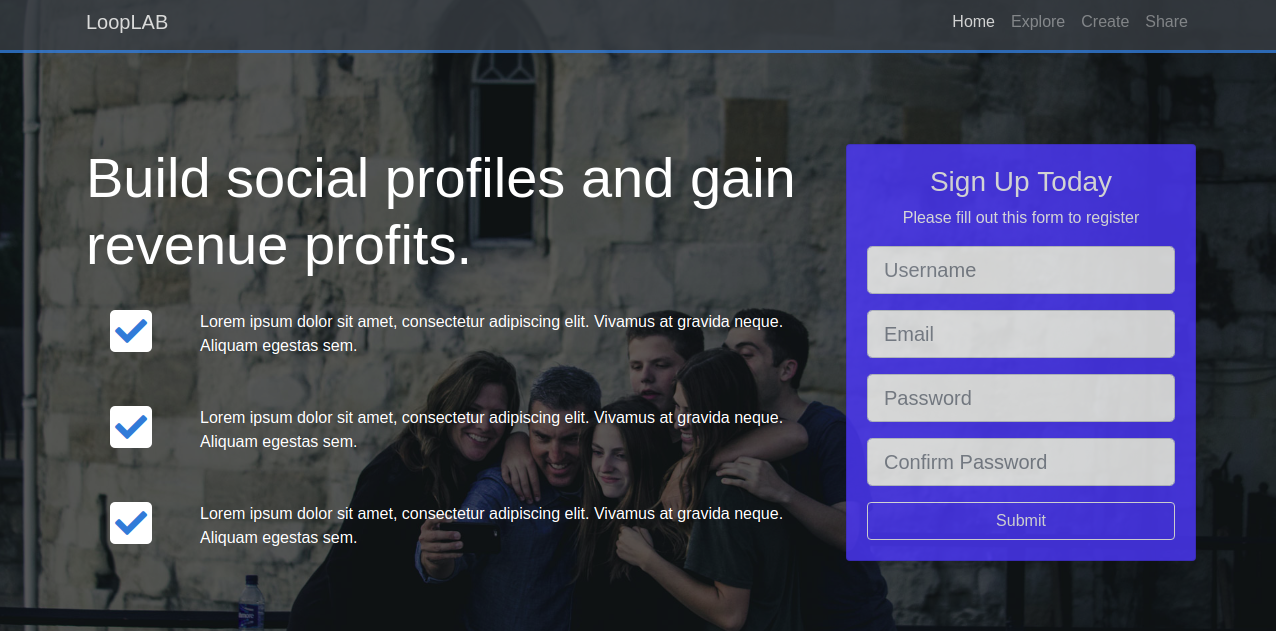 LoopLAB
Home Explore Create Share
Build social profiles and gain
revenue profits.
Lorem ipsum dolor sit amet, consectetur adipiscing elit. Vivamus at gravida neque.
Aliquam egestas sem.
Lorem ipsum dolor sit amet, consectetur adipiscing elit. Vivamus at gravida neque.
Aliquam egestas sem.
Lorem ipsum dolor sit amet, consectetur adipiscing elit. Vivamus at gravida neque.
Aliquam egestas sem.
Sign Up Today
Please fill out this form to register
Username
Email
Password
Confirm Password
Submit